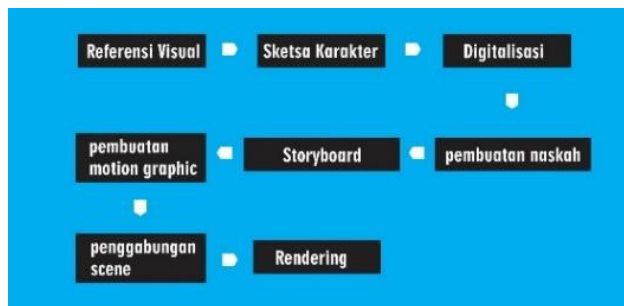 Referensi Visual
Sketsa Karakter
Digitalisasi
pembuatan naskah
Storyboard
pembuatan
motion graphic
penggabungan
scene
Rendering